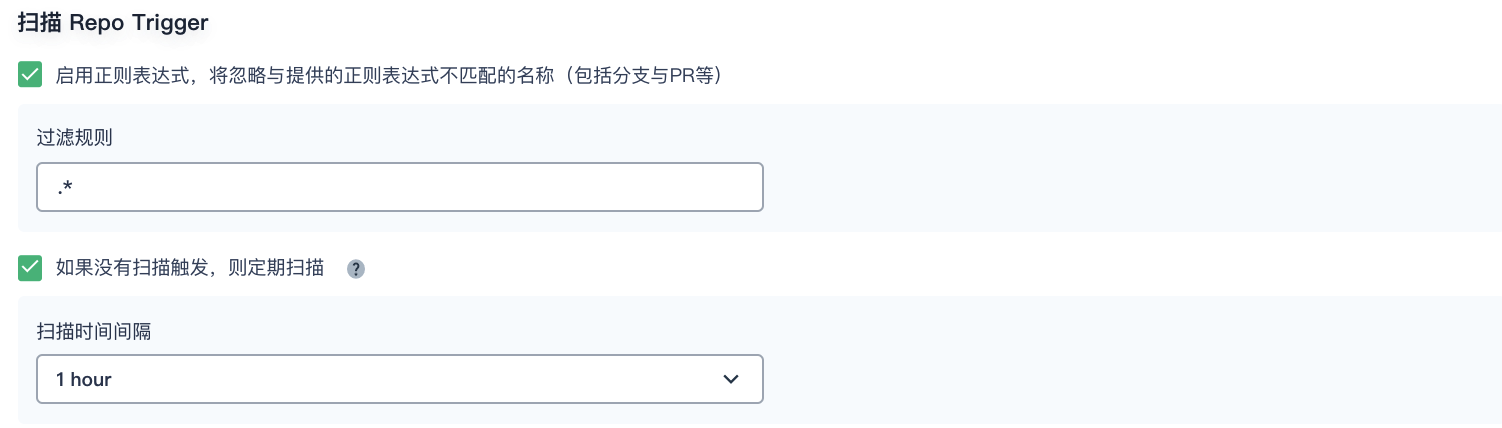 扫描 Repo Trigger
启用正则表达式，将忽略与提供的正则表达式不匹配的名称（包括分支与PR等）
过滤规则
.*
如果没有扫描触发，则定期扫描 ?
扫描时间间隔
1 hour